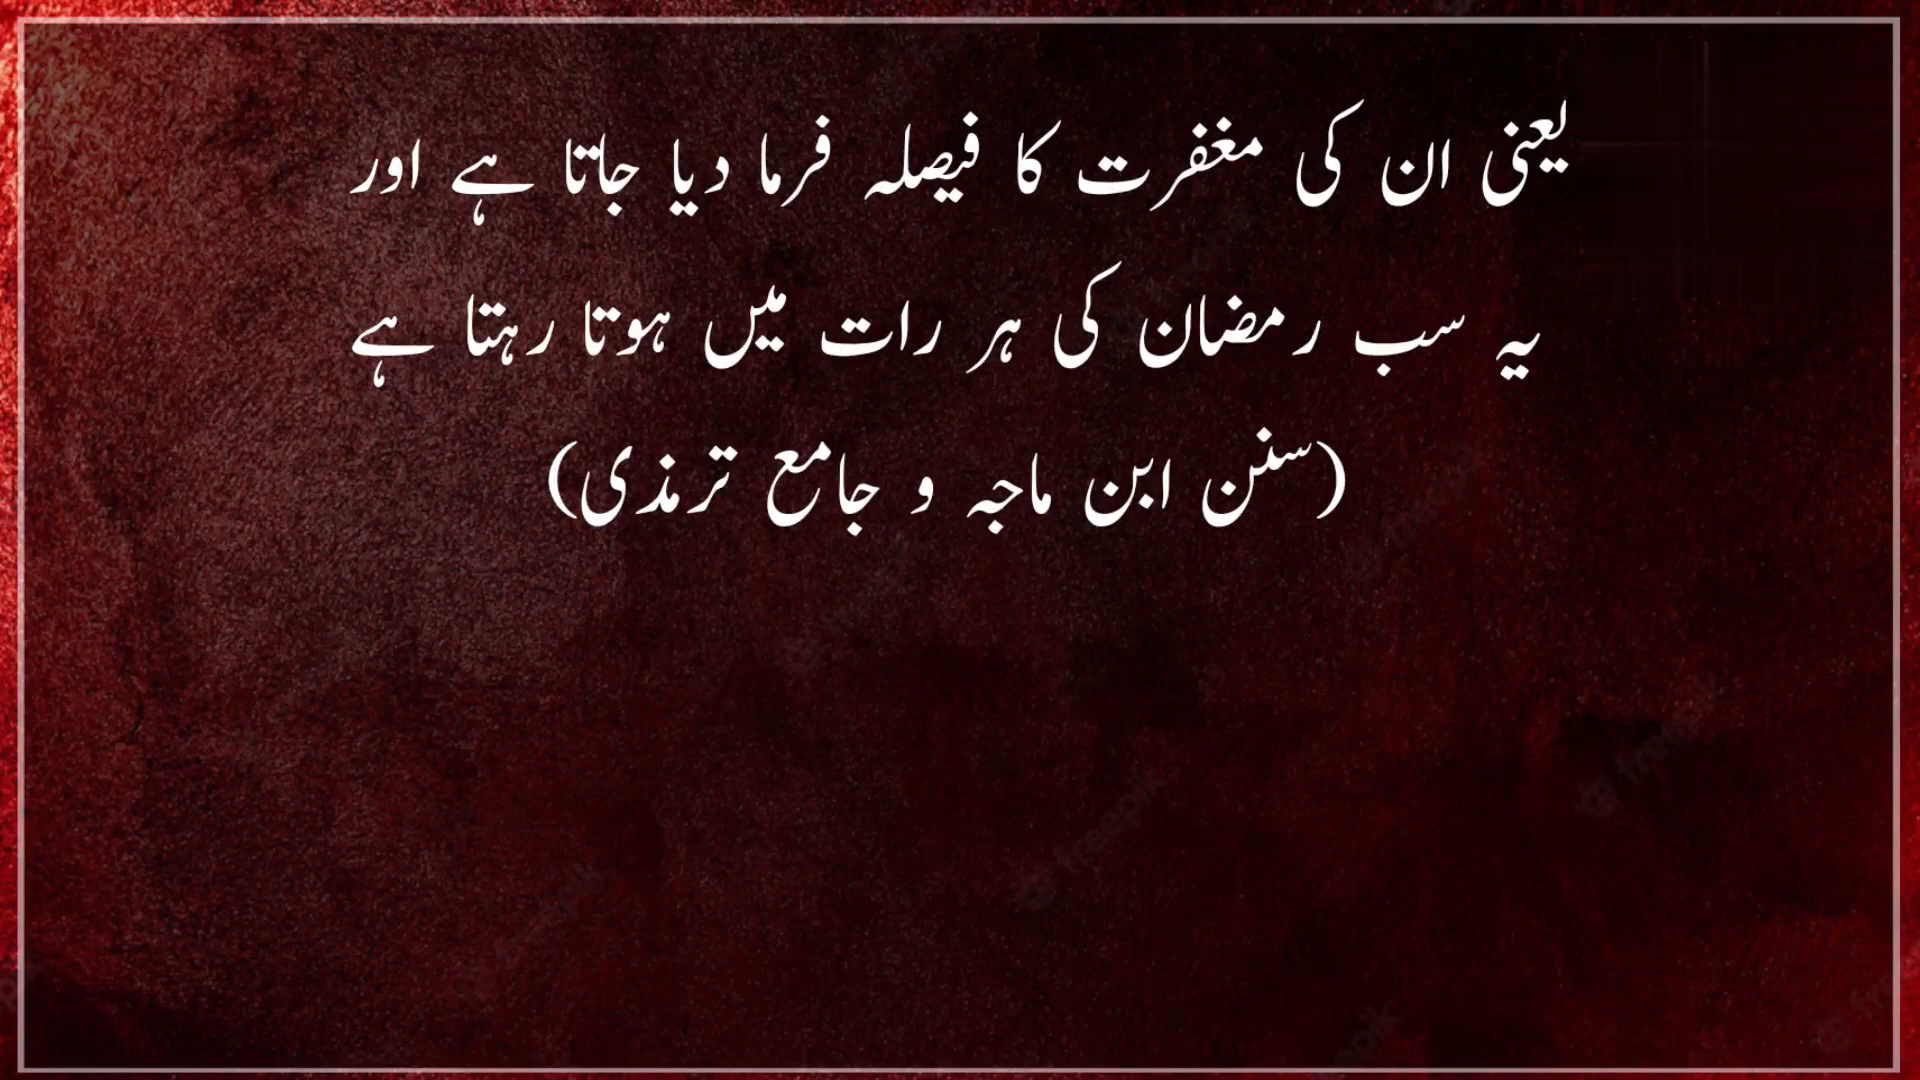 یعنی ان کی مغفرت کا فیصلہ فرما دیا جاتا ہے اور
یہ سب رمضان کی ہر رات میں ہوتا رہتا ہے
(سنن ابن ماجہ و جامع ترمذی)